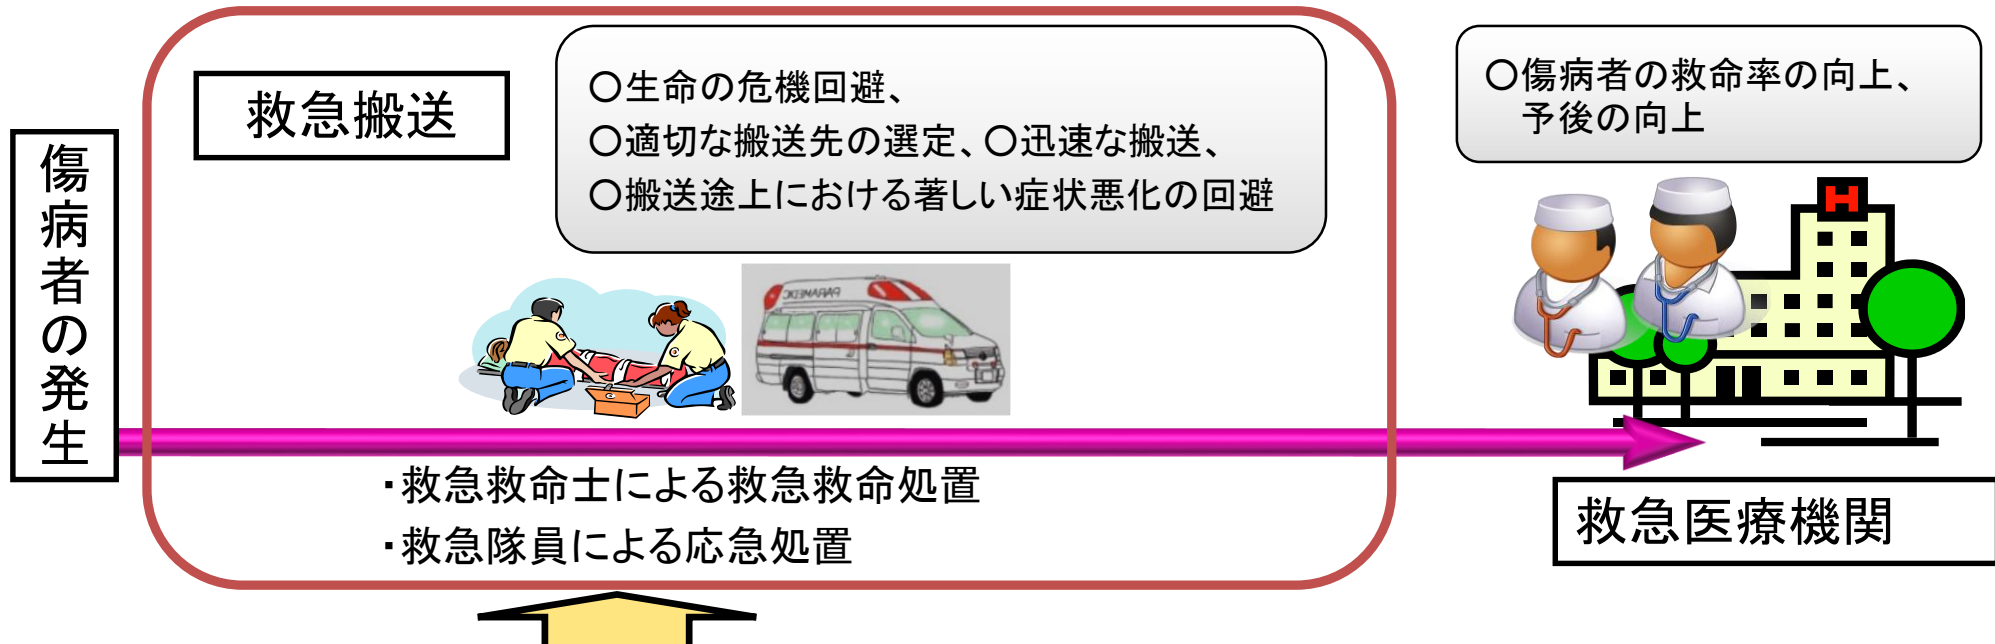 傷病者の発生
救急搬送
○生命の危機回避、
○適切な搬送先の選定、○迅速な搬送、
○搬送途上における著しい症状悪化の回避
○傷病者の救命率の向上、
予後の向上
PARAMEDIC
H
・救急救命士による救急救命処置
・救急隊員による応急処置
救急医療機関